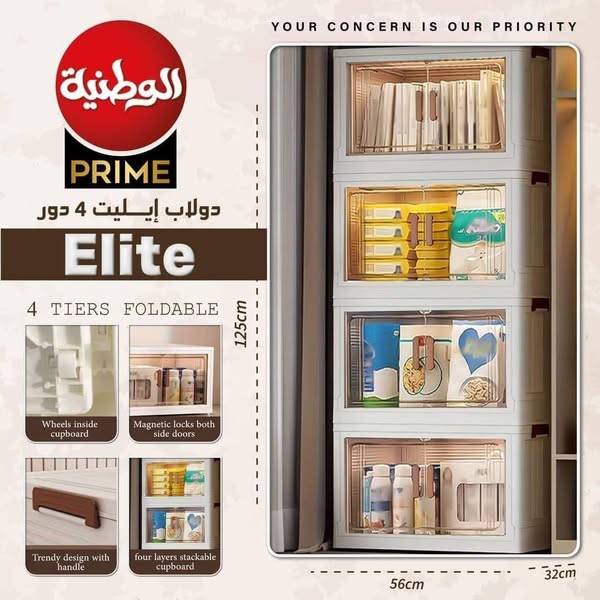 YOUR CONCERN IS OUR PRIORITY
الوطنية
PRIME
دولاب إيليت 4 دور
Elite
4 TIERS FOLDABLE
125cm
Wheels inside
cupboard
Magnetic locks both
side doors
Trendy design with
handle
four layers stackable
cupboard
56cm
32cm